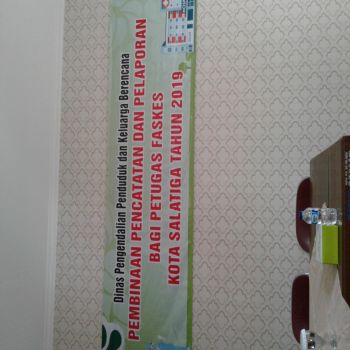 Dinas Pengendalian Penduduk dan Keluarga Berencana
PEMBINAAN PENCATATAN DAN PELAPORAN
BAGI PETUGAS FASKES
KOTA SALATIGA TAHUN 2019